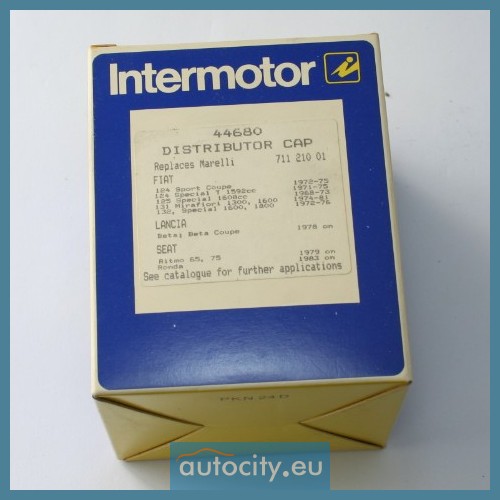 Intermotor i
44680
DISTRIBUTOR CAP
Replaces Marelli 711 210 01
FIAT
124 Sport Coupe 1972-75
124 Special T 1592cc 1971-75
125 Special 1608cc 1968-73
131 Mirafiori 1300, 1600 1974-81
132, Special 1600, 1800 1972-76
LANCIA
Beta; Beta Coupe 1978 on
SEAT
Ritmo 65, 75 1979 on
Ronda 1983 on
See catalogue for further applications
PKN24D
autocity.eu